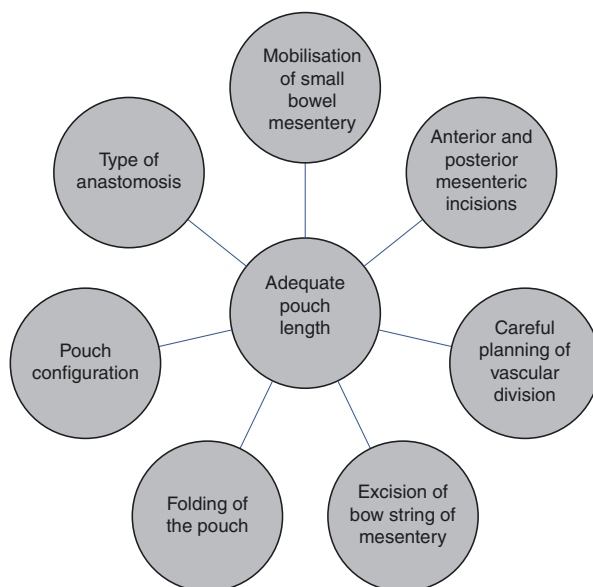 Mobilisation
of small
bowel
mesentery
Anterior and
posterior
mesenteric
incisions
Careful
planning of
vascular
division
Excision of
bow string of
mesentery
Folding of
the pouch
Pouch
configuration
Type of
anastomosis
Adequate
pouch
length